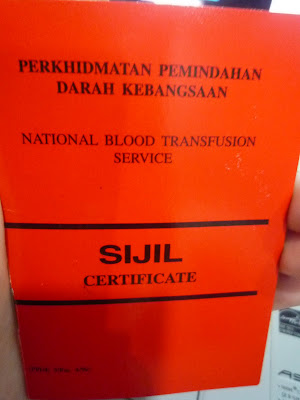 PERKHIDMATAN PEMINDAHAN
DARAH KEBANGSAAN
NATIONAL BLOOD TRANSFUSION
SERVICE
SIJIL
CERTIFICATE